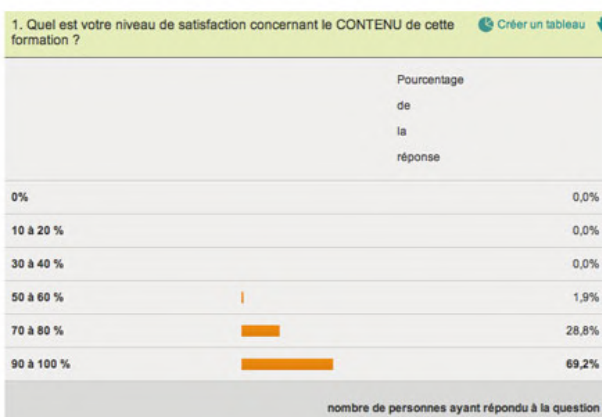 1. Quel est votre niveau de satisfaction concernant le CONTENU de cette
formation ?
Créer un tableau
Pourcentage
de
la
réponse
0% 0,0%
10 à 20 % 0,0%
30 à 40 % 0,0%
50 à 60 % 1,9%
70 à 80 % 28,8%
90 à 100 % 69,2%
nombre de personnes ayant répondu à la question